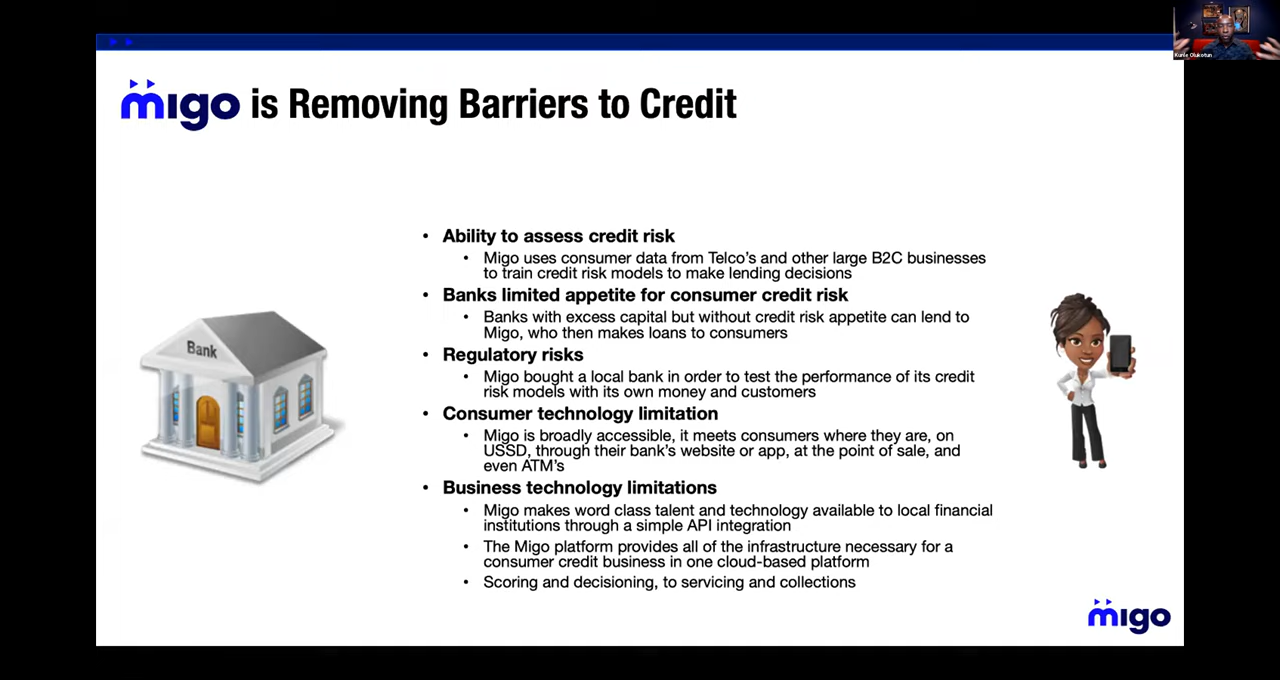 Kunle Olukotun
migo is Removing Barriers to Credit
• Ability to assess credit risk
• Migo uses consumer data from Telco's and other large B2C businesses
to train credit risk models to make lending decisions
• Banks limited appetite for consumer credit risk
• Banks with excess capital but without credit risk appetite can lend to
Migo, who then makes loans to consumers
• Regulatory risks
• Migo bought a local bank in order to test the performance of its credit
risk models with its own money and customers
• Consumer technology limitation
• Migo is broadly accessible, it meets consumers where they are, on
USSD, through their bank's website or app, at the point of sale, and
even ATM's
• Business technology limitations
• Migo makes word class talent and technology available to local financial
institutions through a simple API integration
• The Migo platform provides all of the infrastructure necessary for a
consumer credit business in one cloud-based platform
• Scoring and decisioning, to servicing and collections
Bank
migo